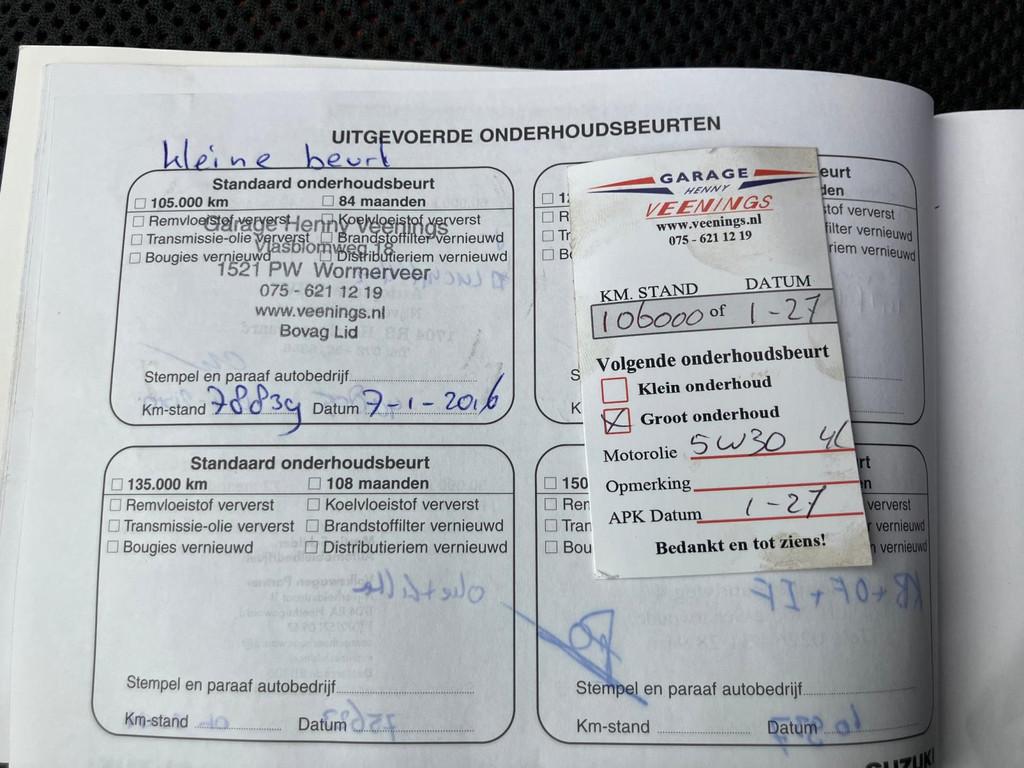 UITGEVOERDE ONDERHOUDSBEURTEN
kleine beurt
Standaard onderhoudsbeurt
105.000 km 84 maanden
Remvloeistof ververst Koelvloeistof ververst
Transmissie-olie ververst Brandstoffilter vernieuwd
Bougies vernieuwd Distributieriem vernieuwd
Garage Henny Veenings
Vlasblomweg 18
1521 PW Wormerveer
075 - 621 12 19
www.veenings.nl
Bovag Lid
Stempel en paraaf autobedrijf
Km-stand 78839 Datum 7-1-2016
GARAGE
HENNY
VEENINGS
www.veenings.nl
075 - 621 12 19
KM. STAND DATUM
106000 of 1-27
Volgende onderhoudsbeurt
Klein onderhoud
Groot onderhoud
Motorolie 5W30 4L
Opmerking
APK Datum 1-27
Bedankt en tot ziens!
Standaard onderhoudsbeurt
135.000 km 108 maanden
Remvloeistof ververst Koelvloeistof ververst
Transmissie-olie ververst Brandstoffilter vernieuwd
Bougies vernieuwd Distributieriem vernieuwd
Stempel en paraaf autobedrijf
Km-stand Datum
150
Stempel en paraaf autobedrijf
Km-stand Datum
SUZUKI